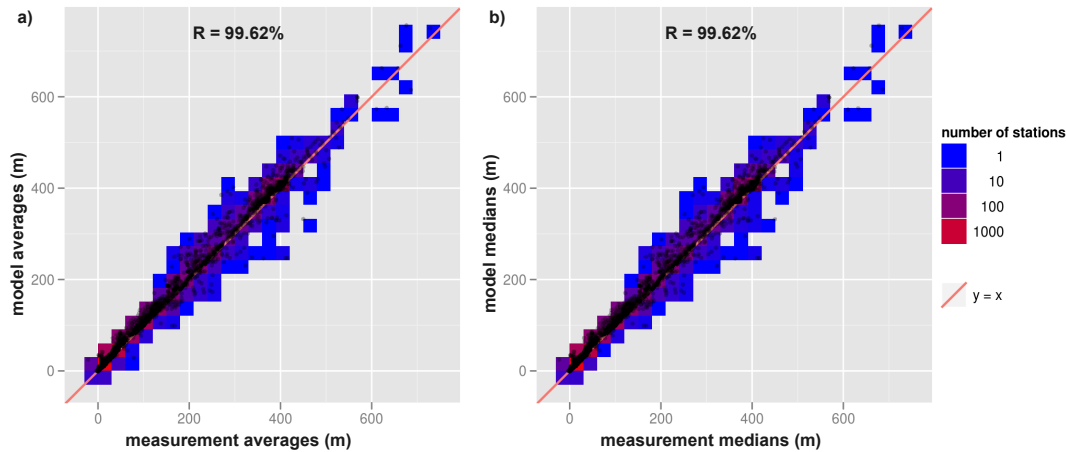 a)
R = 99.62%
600
400
200
0
0 200 400 600
model averages (m)
measurement averages (m)
b)
R = 99.62%
600
400
200
0
0 200 400 600
model medians (m)
measurement medians (m)
number of stations
1
10
100
1000
y = x